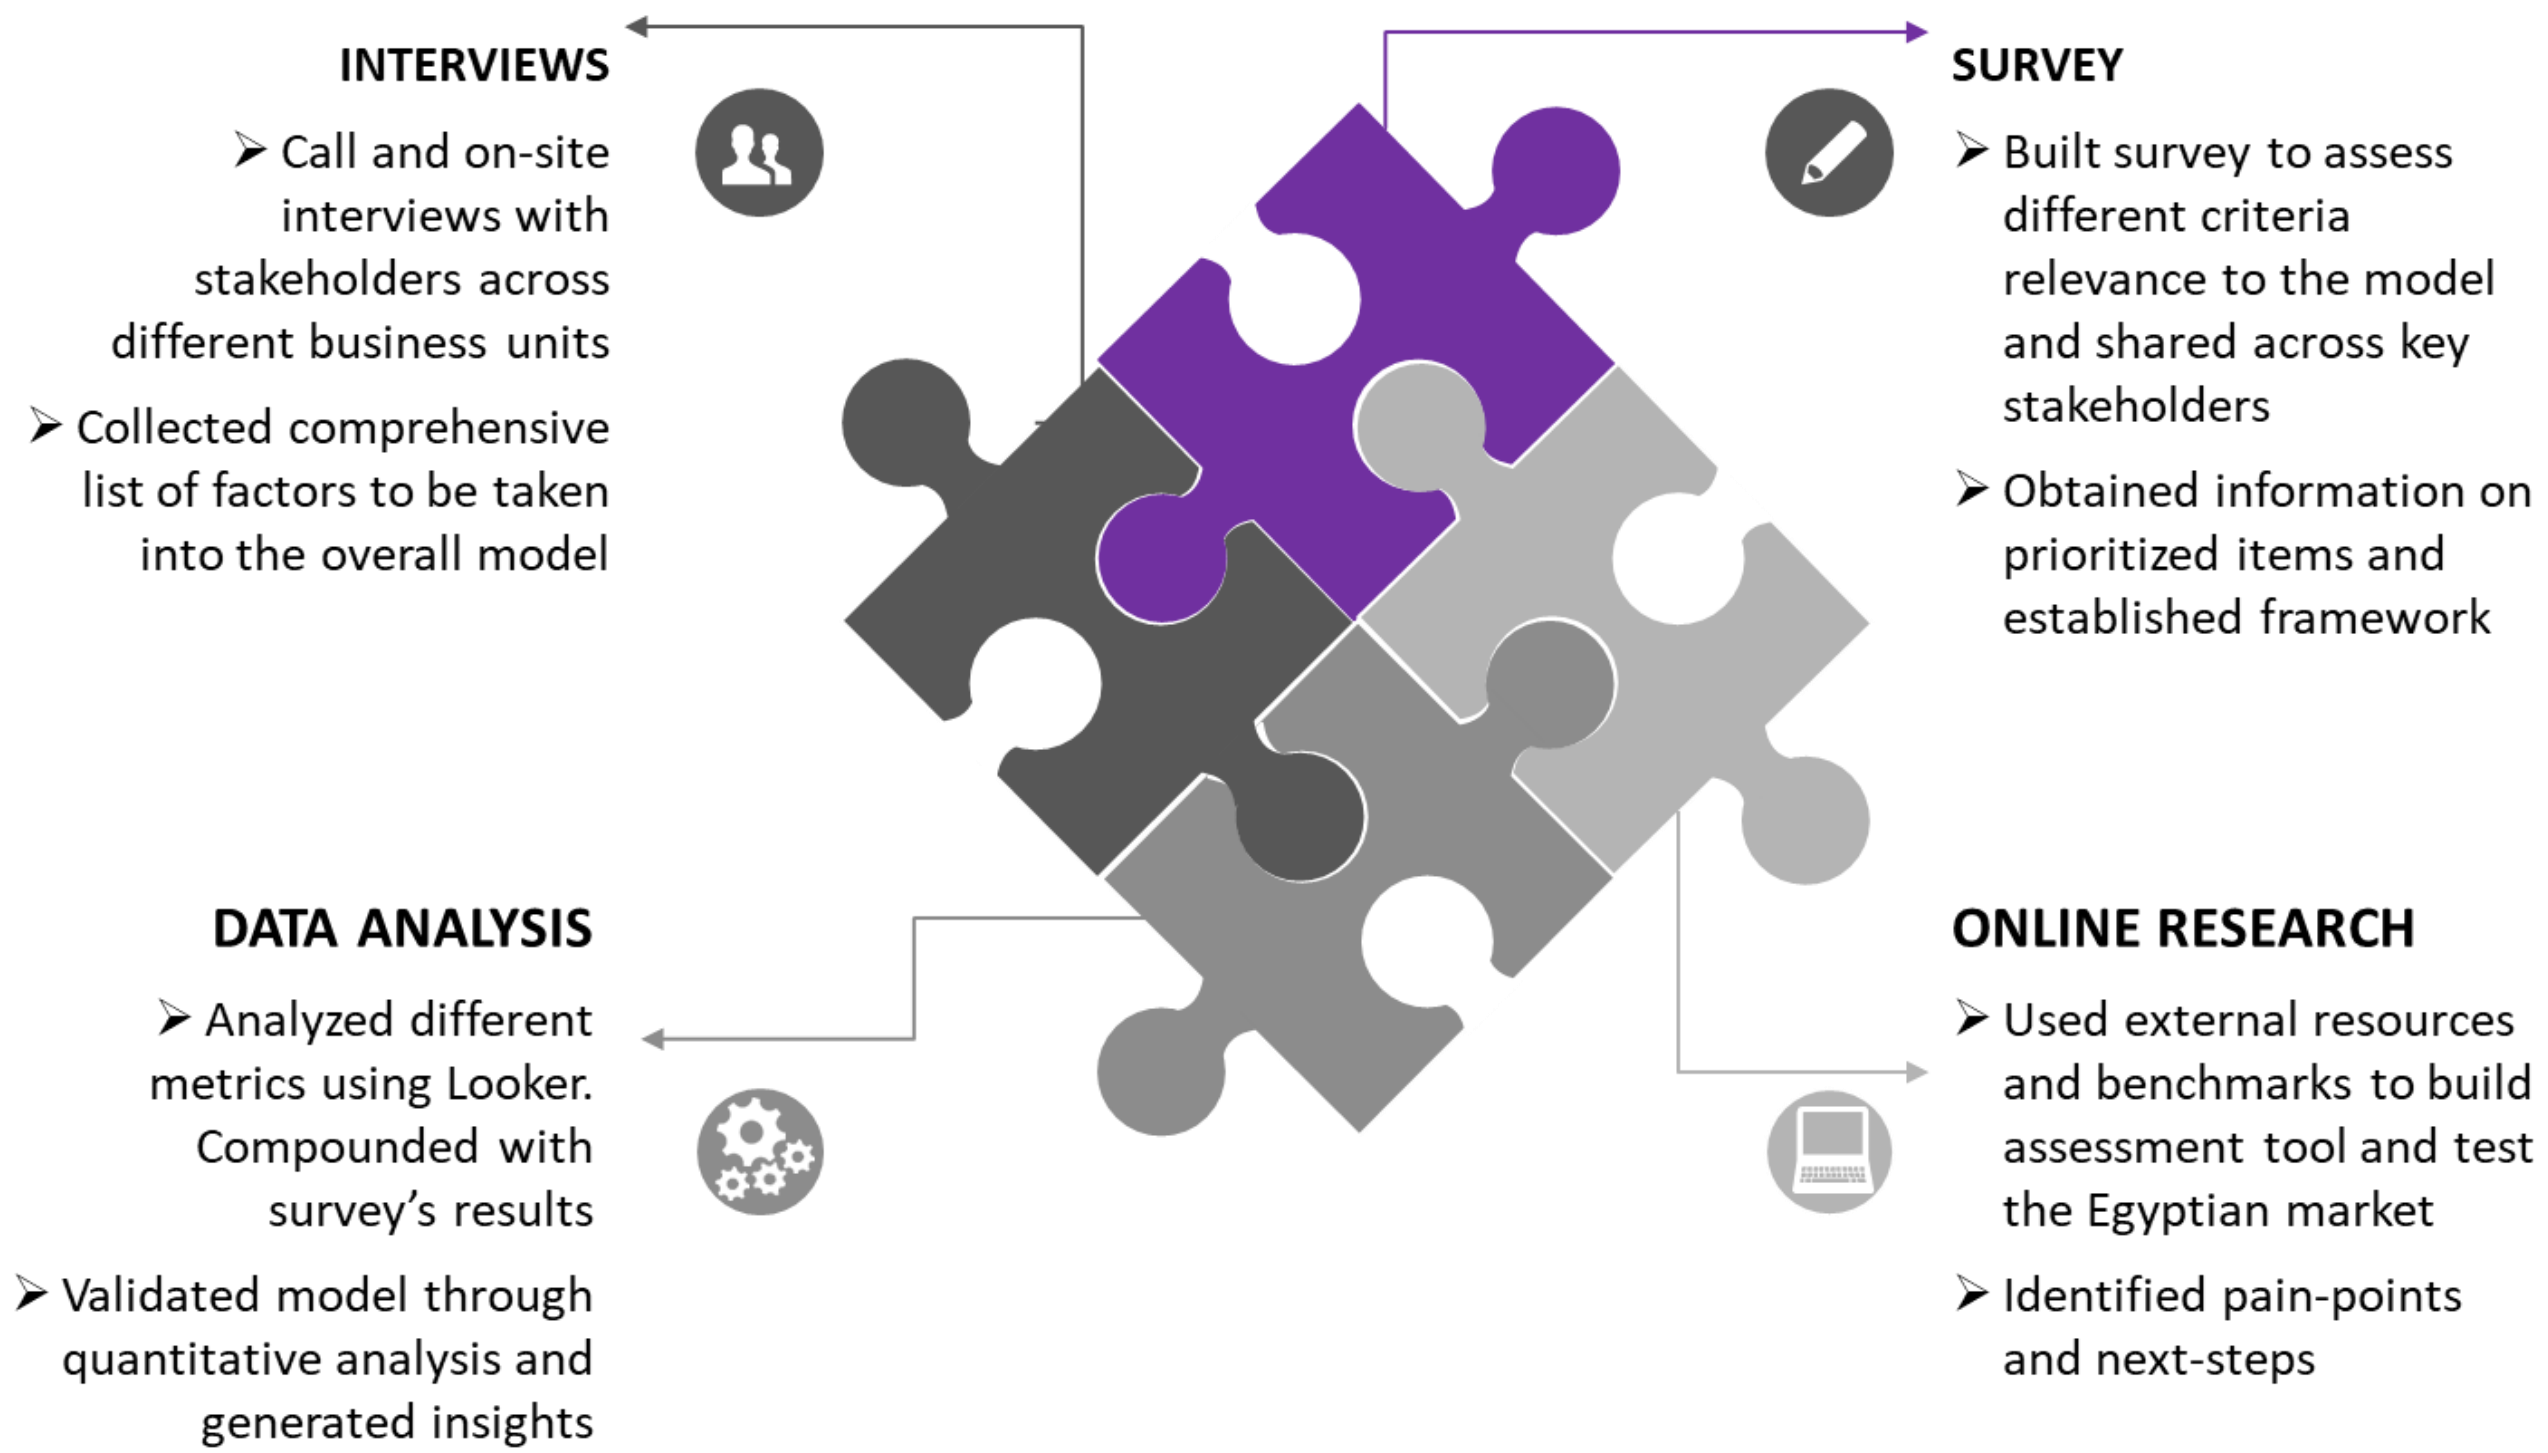 INTERVIEWS
➢ Call and on-site
interviews with
stakeholders across
different business units
➢ Collected comprehensive
list of factors to be taken
into the overall model
SURVEY
➢ Built survey to assess
different criteria
relevance to the model
and shared across key
stakeholders
➢ Obtained information on
prioritized items and
established framework
DATA ANALYSIS
➢ Analyzed different
metrics using Looker.
Compounded with
survey’s results
➢ Validated model through
quantitative analysis and
generated insights
ONLINE RESEARCH
➢ Used external resources
and benchmarks to build
assessment tool and test
the Egyptian market
➢ Identified pain-points
and next-steps